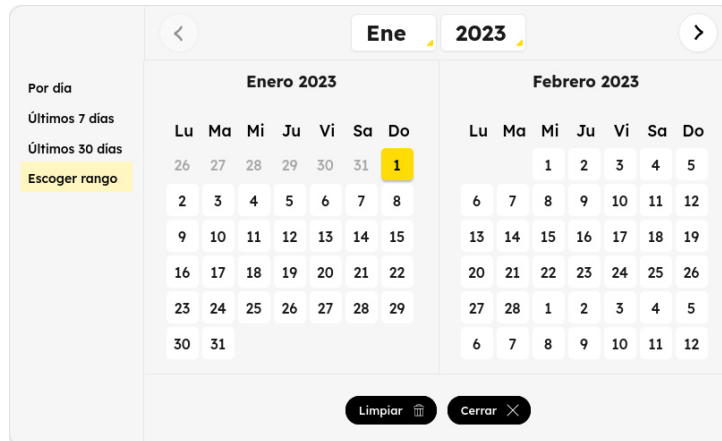 Ene 2023
Por día
Últimos 7 días
Últimos 30 días
Escoger rango
Enero 2023
Lu Ma Mi Ju Vi Sa Do
26 27 28 29 30 31 1
2 3 4 5 6 7 8
9 10 11 12 13 14 15
16 17 18 19 20 21 22
23 24 25 26 27 28 29
30 31
Febrero 2023
Lu Ma Mi Ju Vi Sa Do
1 2 3 4 5
6 7 8 9 10 11 12
13 14 15 16 17 18 19
20 21 22 23 24 25 26
27 28 1 2 3 4 5
6 7 8 9 10 11 12
Limpiar
Cerrar